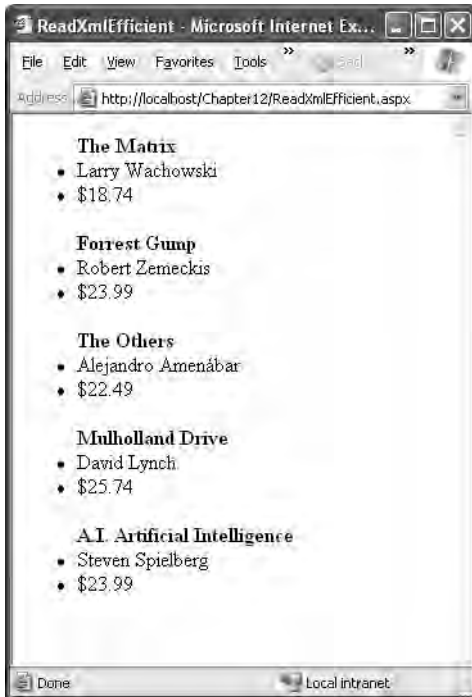 ReadXmlEfficient - Microsoft Internet Ex...
File Edit View Favorites Tools »
»
Address http://localhost/Chapter12/ReadXmlEfficient.aspx
The Matrix
• Larry Wachowski
• $18.74
Forrest Gump
• Robert Zemeckis
• $23.99
The Others
• Alejandro Amenábar
• $22.49
Mulholland Drive
• David Lynch
• $25.74
A.I. Artificial Intelligence
• Steven Spielberg
• $23.99
Done Local intranet